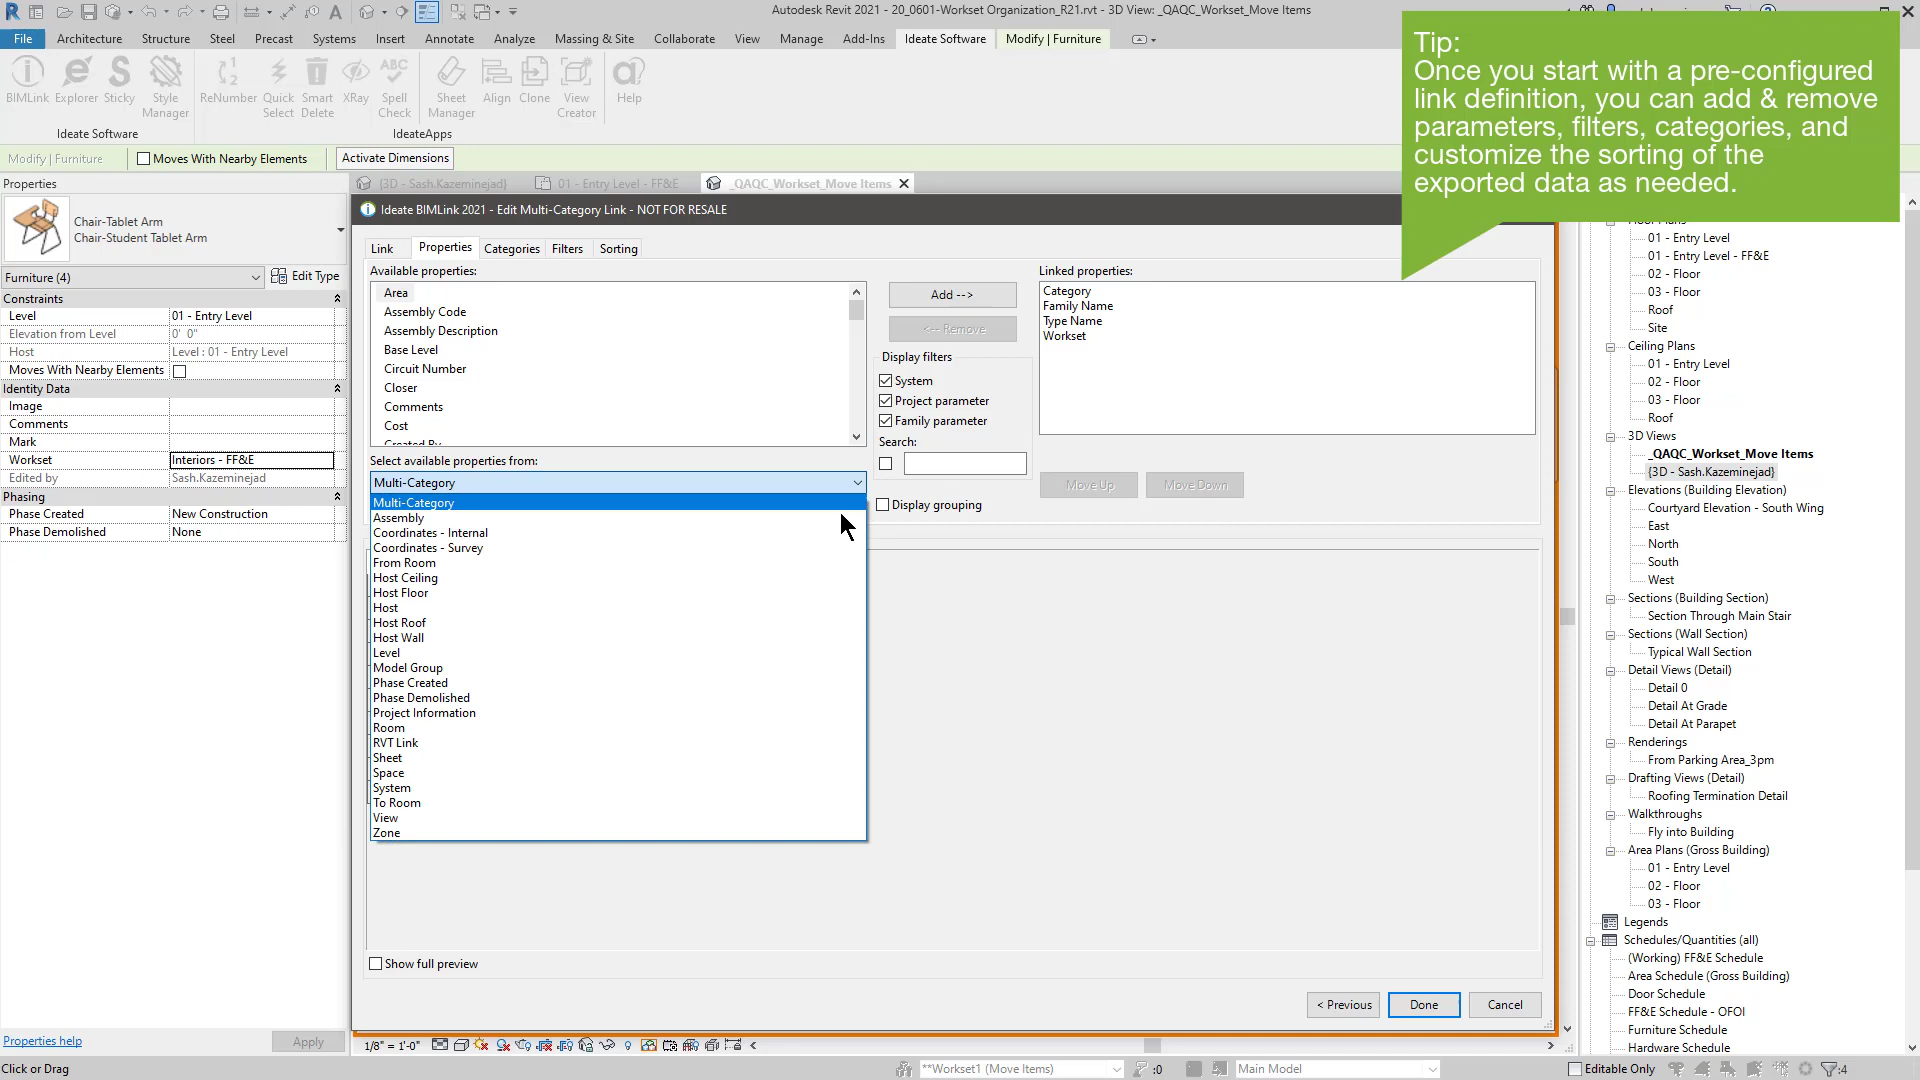 Autodesk Revit 2021 - 20_0601-Workset Organization_R21.rvt - 3D View: _QAQC_Workset_Move Items
File Architecture Structure Steel Precast Systems Insert Annotate Analyze Massing & Site Collaborate View Manage Add-Ins Ideate Software Modify | Furniture
BIMLink Explorer Sticky Style Manager ReNumber Quick Select Smart Delete XRay Spell Check Sheet Manager Align Clone View Creator Help
Ideate Software IdeateApps
Modify | Furniture Moves With Nearby Elements Activate Dimensions
Tip:
Once you start with a pre-configured
link definition, you can add & remove
parameters, filters, categories, and
customize the sorting of the
exported data as needed.
Properties
Chair-Tablet Arm
Chair-Student Tablet Arm
Furniture (4) Edit Type
Constraints
Level 01 - Entry Level
Elevation from Level 0' 0"
Host Level : 01 - Entry Level
Moves With Nearby Elements
Identity Data
Image
Comments
Mark
Workset Interiors - FF&E
Edited by Sash.Kazeminejad
Phasing
Phase Created New Construction
Phase Demolished None
Properties help Apply
{3D - Sash.Kazeminejad} 01 - Entry Level - FF&E _QAQC_Workset_Move Items
Ideate BIMLink 2021 - Edit Multi-Category Link - NOT FOR RESALE
Link Properties Categories Filters Sorting
Available properties:
Area
Assembly Code
Assembly Description
Base Level
Circuit Number
Closer
Comments
Cost
Created By
Select available properties from:
Multi-Category
Multi-Category
Assembly
Coordinates - Internal
Coordinates - Survey
From Room
Host Ceiling
Host Floor
Host
Host Roof
Host Wall
Level
Model Group
Phase Created
Phase Demolished
Project Information
Room
RVT Link
Sheet
Space
System
To Room
View
Zone
Add -->
<-- Remove
Display filters
System
Project parameter
Family parameter
Search:
Display grouping
Linked properties:
Category
Family Name
Type Name
Workset
Move Up Move Down
Show full preview
< Previous Done Cancel
01 - Entry Level
01 - Entry Level - FF&E
02 - Floor
03 - Floor
Roof
Site
Ceiling Plans
01 - Entry Level
02 - Floor
03 - Floor
Roof
3D Views
_QAQC_Workset_Move Items
{3D - Sash.Kazeminejad}
Elevations (Building Elevation)
Courtyard Elevation - South Wing
East
North
South
West
Sections (Building Section)
Section Through Main Stair
Sections (Wall Section)
Typical Wall Section
Detail Views (Detail)
Detail 0
Detail At Grade
Detail At Parapet
Renderings
From Parking Area_3pm
Drafting Views (Detail)
Roofing Termination Detail
Walkthroughs
Fly into Building
Area Plans (Gross Building)
01 - Entry Level
02 - Floor
03 - Floor
Legends
Schedules/Quantities (all)
(Working) FF&E Schedule
Area Schedule (Gross Building)
Door Schedule
FF&E Schedule - OFOI
Furniture Schedule
Hardware Schedule
1/8" = 1'-0"
Click or Drag **Workset1 (Move Items) :0 Main Model Editable Only :4